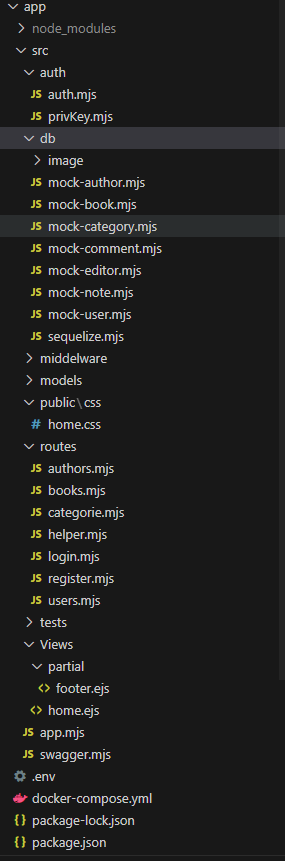 app
node_modules
src
auth
JS auth.mjs
JS privKey.mjs
db
image
JS mock-author.mjs
JS mock-book.mjs
JS mock-category.mjs
JS mock-comment.mjs
JS mock-editor.mjs
JS mock-note.mjs
JS mock-user.mjs
JS sequelize.mjs
middelware
models
public\css
# home.css
routes
JS authors.mjs
JS books.mjs
JS categorie.mjs
JS helper.mjs
JS login.mjs
JS register.mjs
JS users.mjs
tests
Views
partial
<> footer.ejs
<> home.ejs
JS app.mjs
JS swagger.mjs
.env
docker-compose.yml
{} package-lock.json
{} package.json